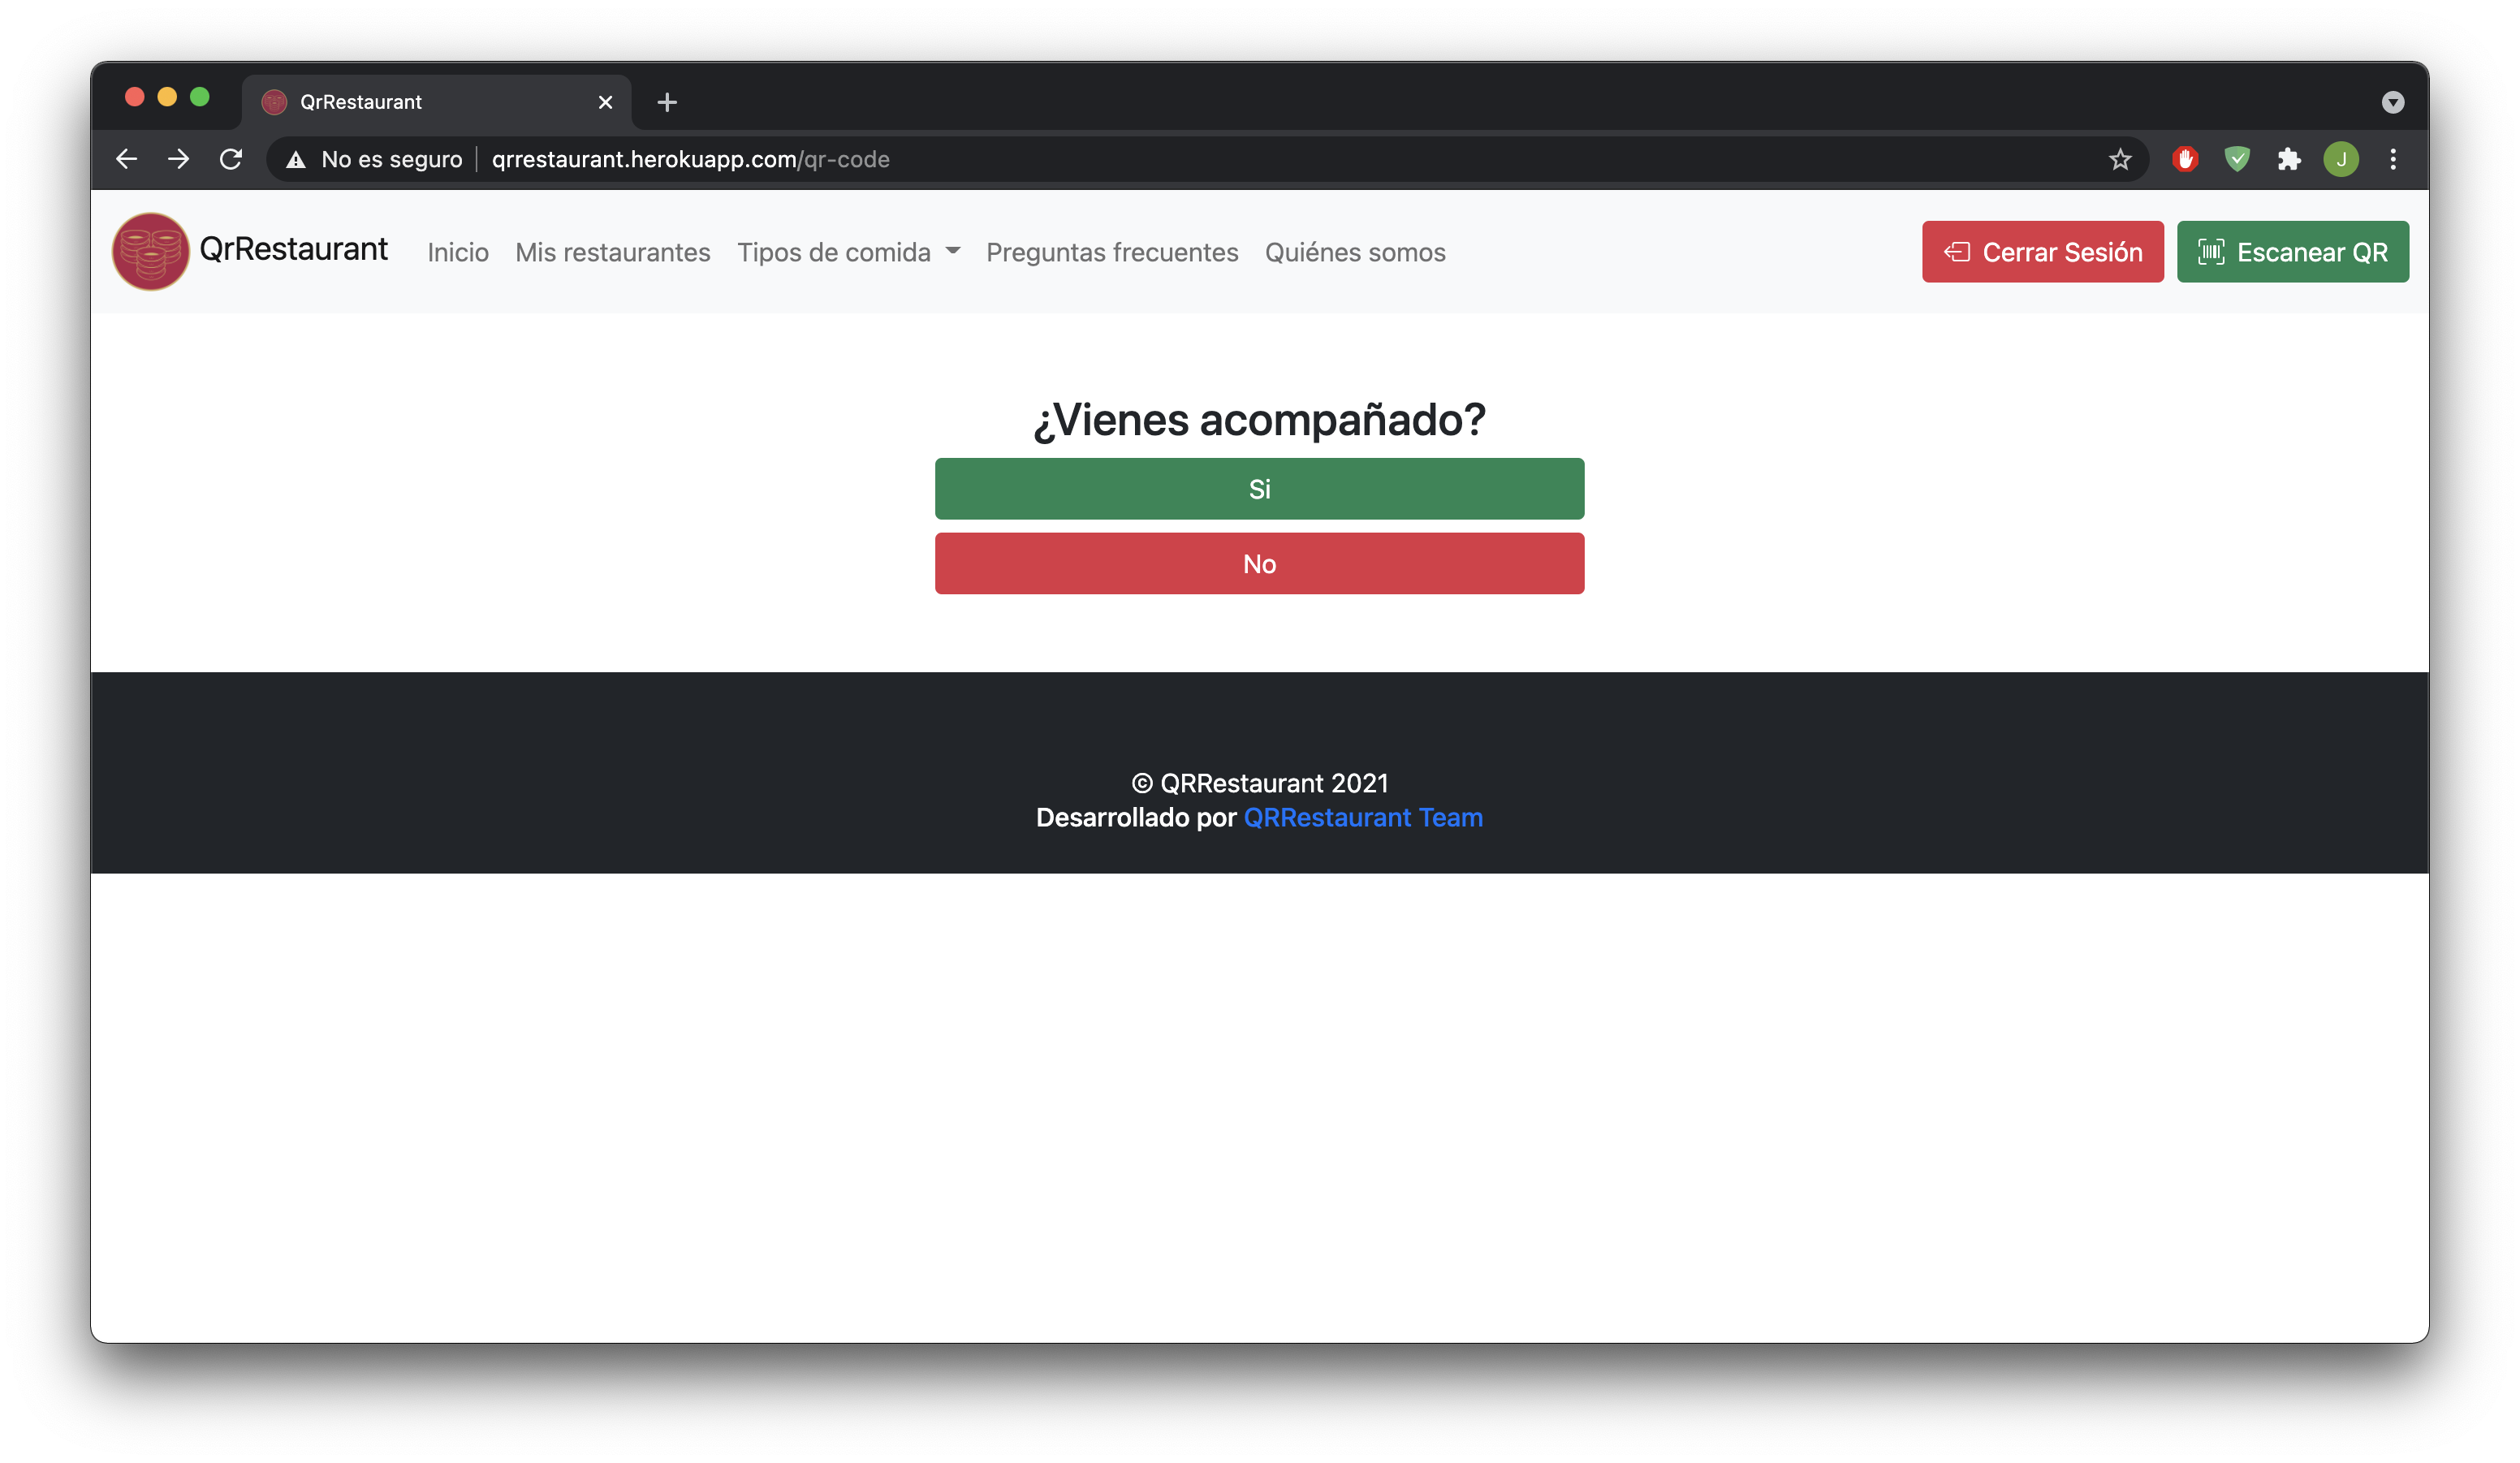 QrRestaurant
No es seguro qrrestaurant.herokuapp.com/qr-code
J
QrRestaurant Inicio Mis restaurantes Tipos de comida Preguntas frecuentes Quiénes somos Cerrar Sesión Escanear QR
¿Vienes acompañado?
Si
No
© QRRestaurant 2021
Desarrollado por QRRestaurant Team